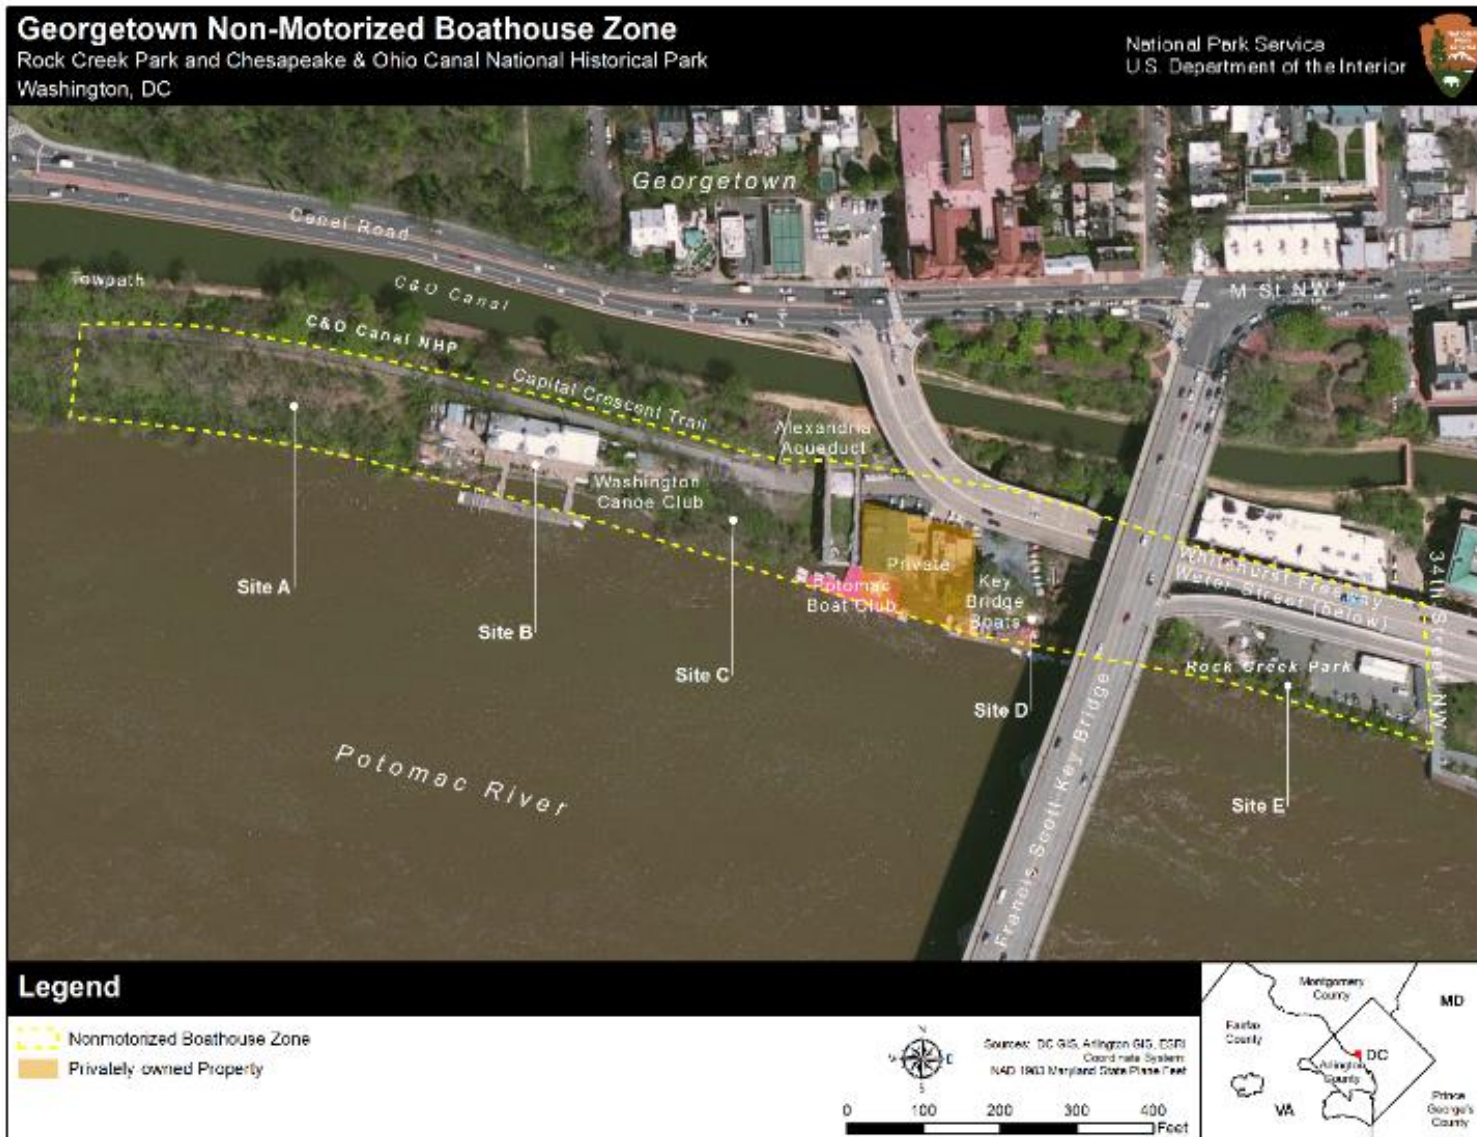 Georgetown Non-Motorized Boathouse Zone
Rock Creek Park and Chesapeake & Ohio Canal National Historical Park
Washington, DC
National Park Service
U.S. Department of the Interior
Georgetown
Canal Road
Towpath
C&O Canal
M St NW
C&O Canal NHP
Capital Crescent Trail
Alexandria
Aqueduct
Washington
Canoe Club
Private
Potomac
Boat Club
Key
Bridge
Boats
Whitehurst Freeway
Water Street (below)
34th Street NW
Rock Creek Park
Site A
Site B
Site C
Site D
Site E
Potomac River
Francis Scott Key Bridge
Legend
Nonmotorized Boathouse Zone
Privately-owned Property
N
E
S
Sources: DC GIS, Arlington GIS, ESRI
Coordinate System:
NAD 1983 Maryland State Plane Feet
0 100 200 300 400
Feet
Montgomery
County
MD
Fairfax
County
DC
Arlington
County
VA
Prince
George's
County